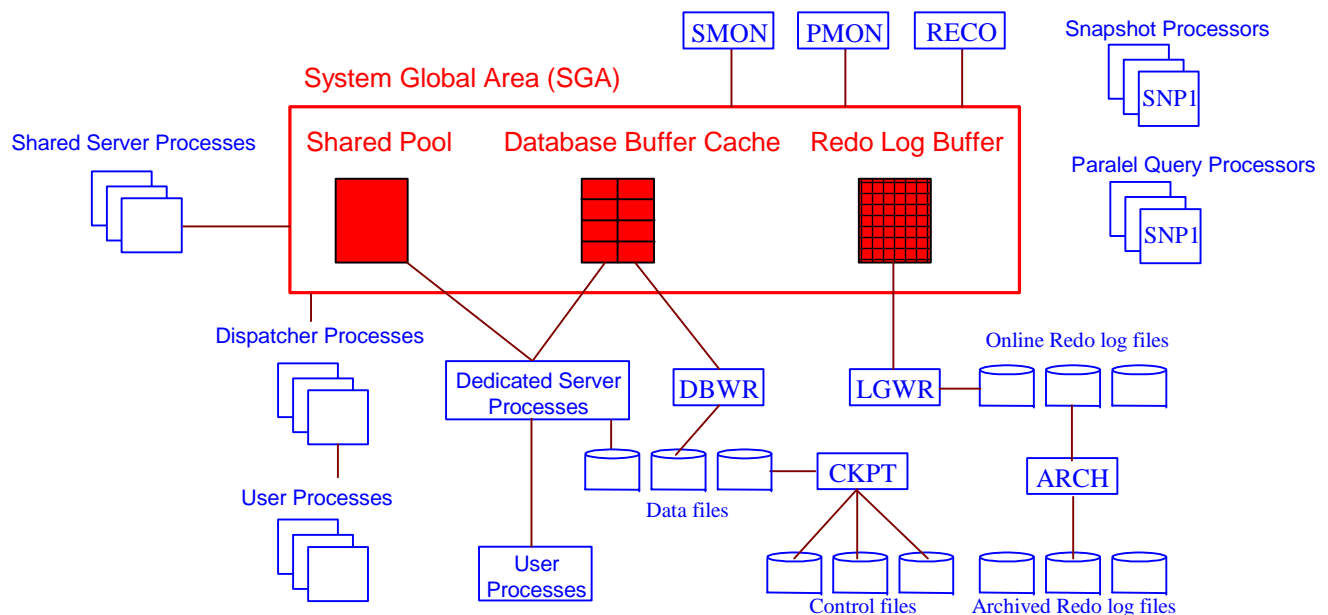 SMON
PMON
RECO
Snapshot Processors
SNP1
System Global Area (SGA)
Shared Server Processes
Shared Pool
Database Buffer Cache
Redo Log Buffer
Paralel Query Processors
SNP1
Dispatcher Processes
Online Redo log files
Dedicated Server
Processes
DBWR
LGWR
User Processes
Data files
CKPT
ARCH
User
Processes
Control files
Archived Redo log files